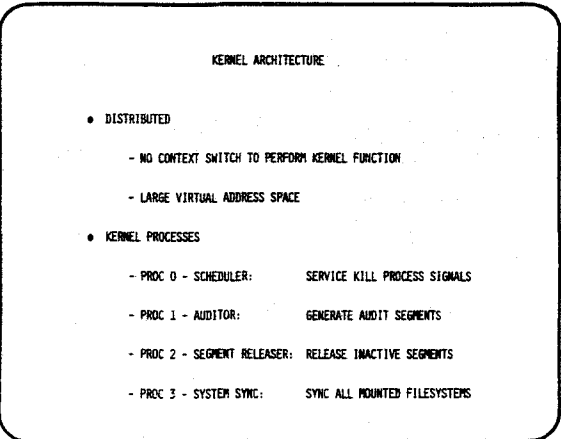 KERNEL ARCHITECTURE
• DISTRIBUTED
- NO CONTEXT SWITCH TO PERFORM KERNEL FUNCTION
- LARGE VIRTUAL ADDRESS SPACE
• KERNEL PROCESSES
- PROC 0 - SCHEDULER: SERVICE KILL PROCESS SIGNALS
- PROC 1 - AUDITOR: GENERATE AUDIT SEGMENTS
- PROC 2 - SEGMENT RELEASER: RELEASE INACTIVE SEGMENTS
- PROC 3 - SYSTEM SYNC: SYNC ALL MOUNTED FILESYSTEMS